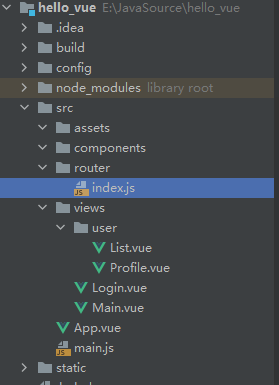 hello_vue E:\JavaSource\hello_vue
.idea
build
config
node_modules library root
src
assets
components
router
index.js
views
user
List.vue
Profile.vue
Login.vue
Main.vue
App.vue
main.js
static